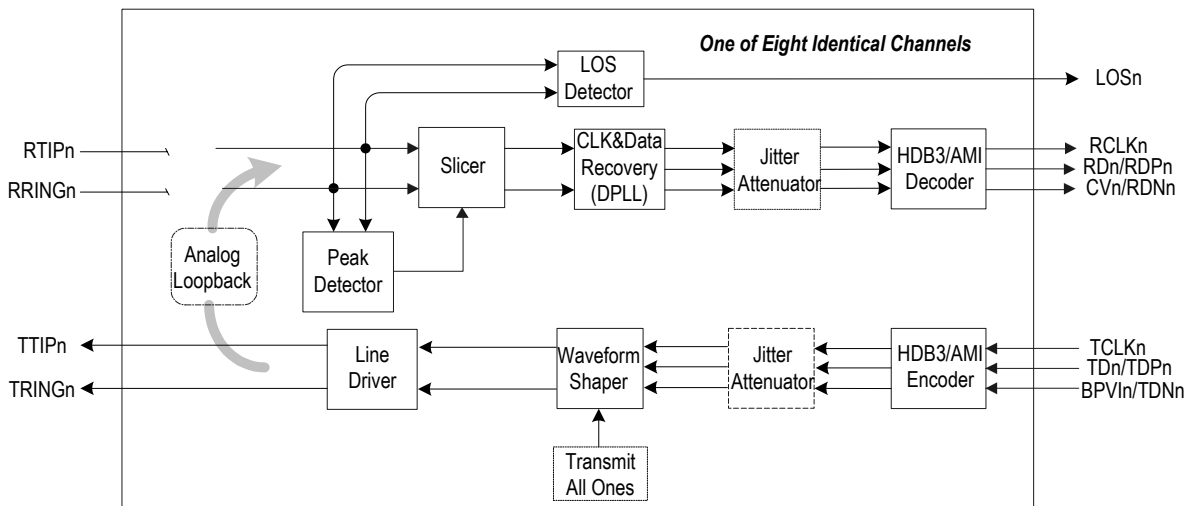 One of Eight Identical Channels
LOS
Detector
LOSn
RTIPn
RRINGn
Slicer
CLK&Data
Recovery
(DPLL)
Jitter
Attenuator
HDB3/AMI
Decoder
RCLKn
RDn/RDPn
CVn/RDNn
Analog
Loopback
Peak
Detector
TTIPn
TRINGn
Line
Driver
Waveform
Shaper
Jitter
Attenuator
HDB3/AMI
Encoder
TCLKn
TDn/TDPn
BPVIn/TDNn
Transmit
All Ones